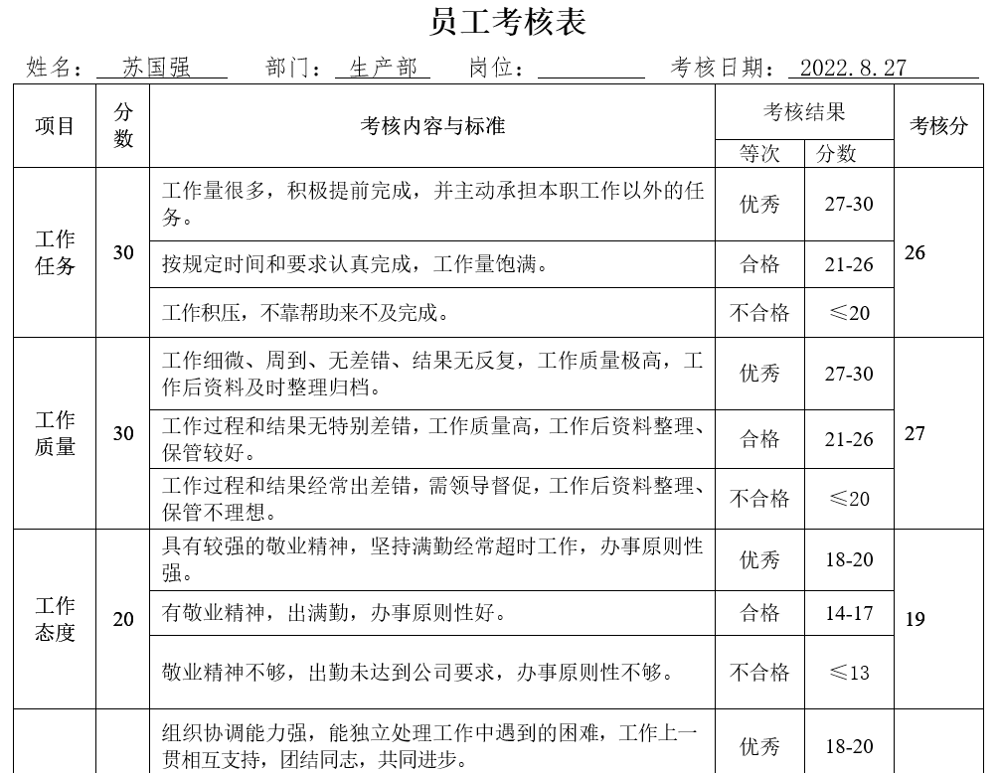 员工考核表
姓名： 苏国强 部门： 生产部 岗位： 考核日期： 2022.8.27
项目 分数 考核内容与标准 考核结果 考核分
等次 分数
工作任务 30 26
工作量很多，积极提前完成，并主动承担本职工作以外的任
务。
优秀 27-30
按规定时间和要求认真完成，工作量饱满。 合格 21-26
工作积压，不靠帮助来不及完成。 不合格 ≤20
工作质量 30 27
工作细微、周到、无差错、结果无反复，工作质量极高，工
作后资料及时整理归档。
优秀 27-30
工作过程和结果无特别差错，工作质量高，工作后资料整理、
保管较好。
合格 21-26
工作过程和结果经常出差错，需领导督促，工作后资料整理、
保管不理想。
不合格 ≤20
工作态度 20 19
具有较强的敬业精神，坚持满勤经常超时工作，办事原则性
强。
优秀 18-20
有敬业精神，出满勤，办事原则性好。 合格 14-17
敬业精神不够，出勤未达到公司要求，办事原则性不够。 不合格 ≤13
组织协调能力强，能独立处理工作中遇到的困难，工作上一
贯相互支持，团结同志，共同进步。
优秀 18-20